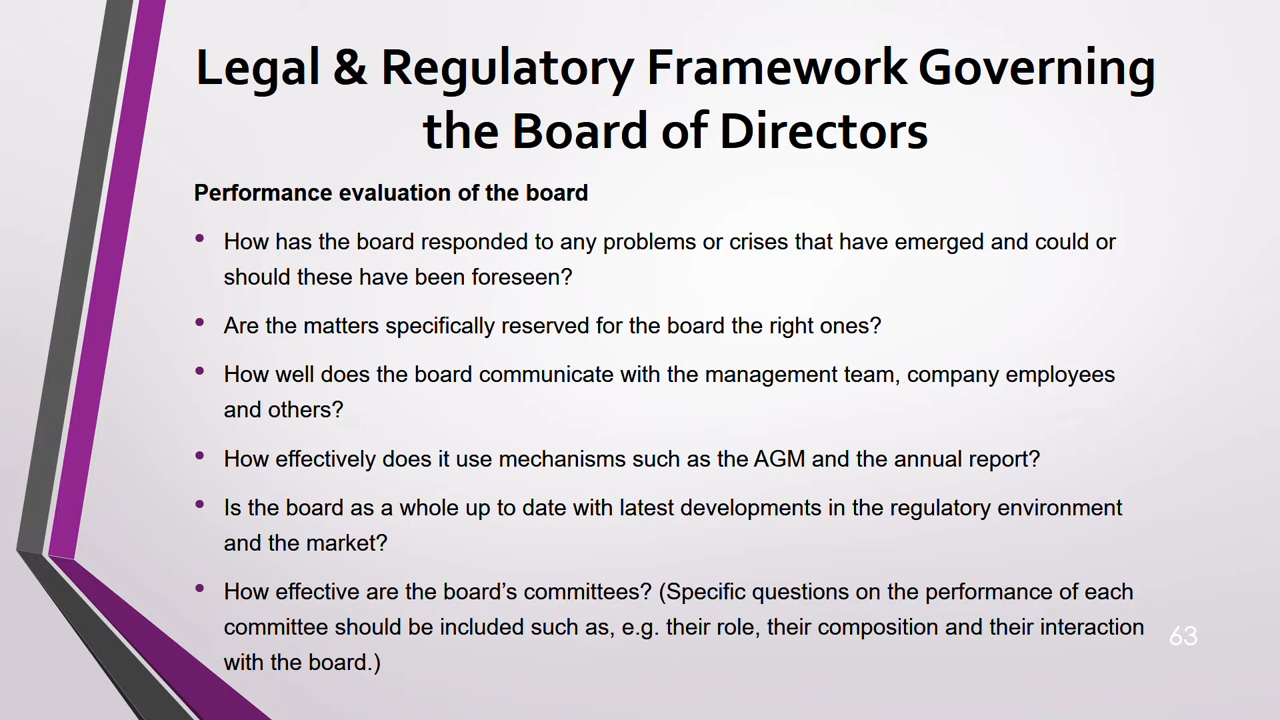 Legal & Regulatory Framework Governing
the Board of Directors
Performance evaluation of the board
• How has the board responded to any problems or crises that have emerged and could or
should these have been foreseen?
• Are the matters specifically reserved for the board the right ones?
• How well does the board communicate with the management team, company employees
and others?
• How effectively does it use mechanisms such as the AGM and the annual report?
• Is the board as a whole up to date with latest developments in the regulatory environment
and the market?
• How effective are the board’s committees? (Specific questions on the performance of each
committee should be included such as, e.g. their role, their composition and their interaction
with the board.)
63